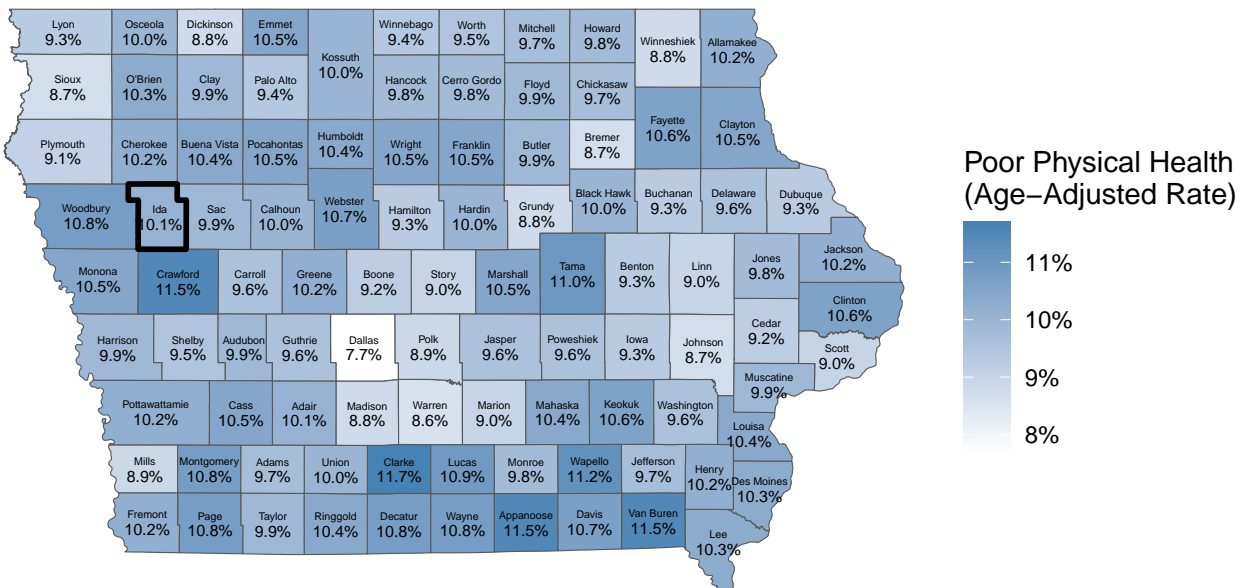 Lyon
9.3%
Osceola
10.0%
Dickinson
8.8%
Emmet
10.5%
Kossuth
10.0%
Winnebago
9.4%
Worth
9.5%
Mitchell
9.7%
Howard
9.8%
Winneshiek
8.8%
Allamakee
10.2%
Sioux
8.7%
O'Brien
10.3%
Clay
9.9%
Palo Alto
9.4%
Hancock
9.8%
Cerro Gordo
9.8%
Floyd
9.9%
Chickasaw
9.7%
Fayette
10.6%
Clayton
10.5%
Plymouth
9.1%
Cherokee
10.2%
Buena Vista
10.4%
Pocahontas
10.5%
Humboldt
10.4%
Wright
10.5%
Franklin
10.5%
Butler
9.9%
Bremer
8.7%
Woodbury
10.8%
Ida
10.1%
Sac
9.9%
Calhoun
10.0%
Webster
10.7%
Hamilton
9.3%
Hardin
10.0%
Grundy
8.8%
Black Hawk
10.0%
Buchanan
9.3%
Delaware
9.6%
Dubuque
9.3%
Monona
10.5%
Crawford
11.5%
Carroll
9.6%
Greene
10.2%
Boone
9.2%
Story
9.0%
Marshall
10.5%
Tama
11.0%
Benton
9.3%
Linn
9.0%
Jones
9.8%
Jackson
10.2%
Clinton
10.6%
Harrison
9.9%
Shelby
9.5%
Audubon
9.9%
Guthrie
9.6%
Dallas
7.7%
Polk
8.9%
Jasper
9.6%
Poweshiek
9.6%
Iowa
9.3%
Johnson
8.7%
Cedar
9.2%
Scott
9.0%
Muscatine
9.9%
Pottawattamie
10.2%
Cass
10.5%
Adair
10.1%
Madison
8.8%
Warren
8.6%
Marion
9.0%
Mahaska
10.4%
Keokuk
10.6%
Washington
9.6%
Louisa
10.4%
Mills
8.9%
Montgomery
10.8%
Adams
9.7%
Union
10.0%
Clarke
11.7%
Lucas
10.9%
Monroe
9.8%
Wapello
11.2%
Jefferson
9.7%
Henry
10.2%
Des Moines
10.3%
Fremont
10.2%
Page
10.8%
Taylor
9.9%
Ringgold
10.4%
Decatur
10.8%
Wayne
10.8%
Appanoose
11.5%
Davis
10.7%
Van Buren
11.5%
Lee
10.3%
Poor Physical Health
(Age−Adjusted Rate)
11%
10%
9%
8%